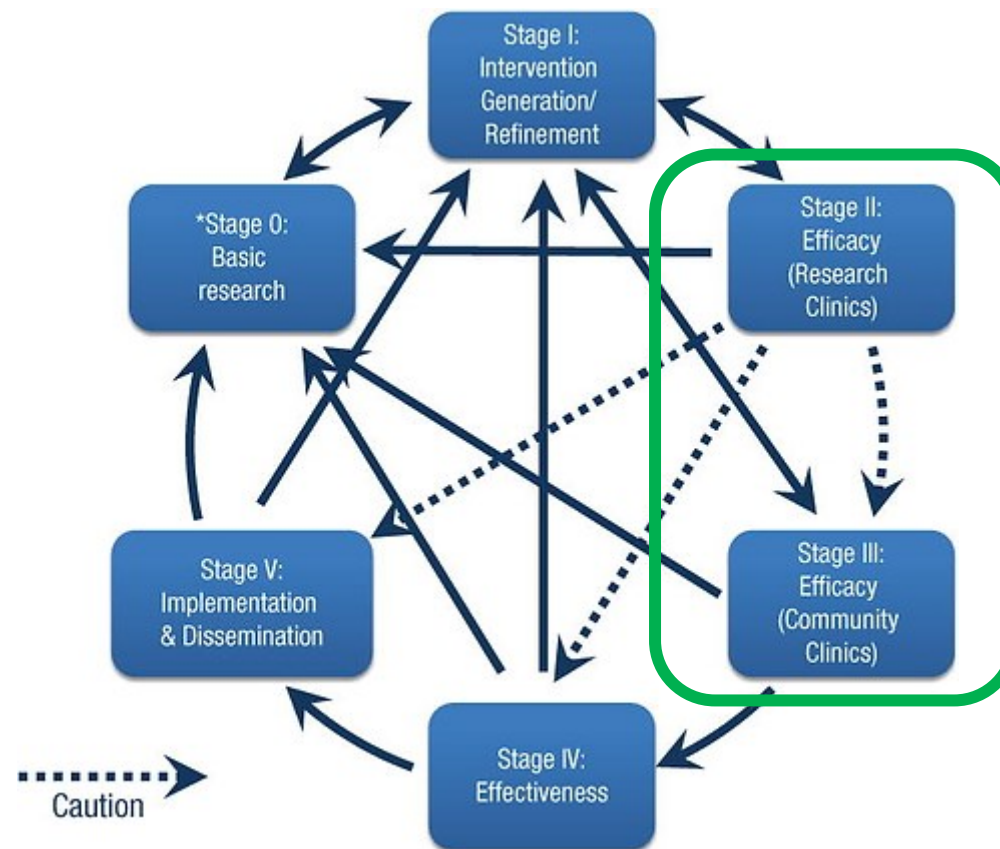 Stage I:
Intervention
Generation/
Refinement
*Stage 0:
Basic
research
Stage II:
Efficacy
(Research
Clinics)
Stage V:
Implementation
& Dissemination
Stage III:
Efficacy
(Community
Clinics)
Stage IV:
Effectiveness
Caution